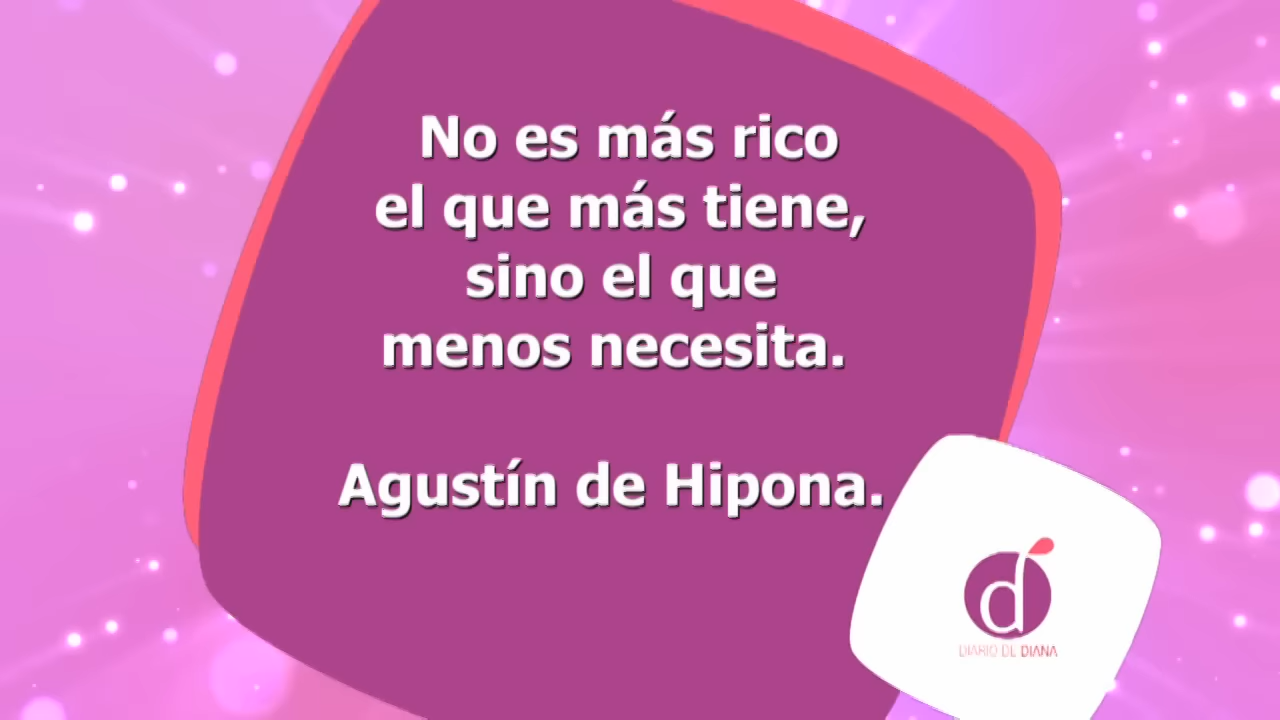 No es más rico
el que más tiene,
sino el que
menos necesita.
Agustín de Hipona.
d
DIARIO DE DIANA